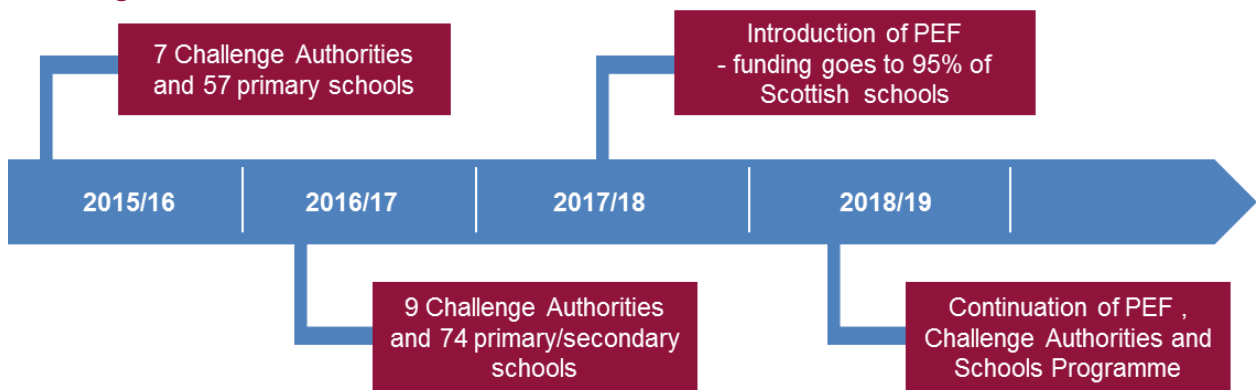 7 Challenge Authorities
and 57 primary schools
Introduction of PEF
- funding goes to 95% of
Scottish schools
2015/16
2016/17
2017/18
2018/19
9 Challenge Authorities
and 74 primary/secondary
schools
Continuation of PEF ,
Challenge Authorities and
Schools Programme